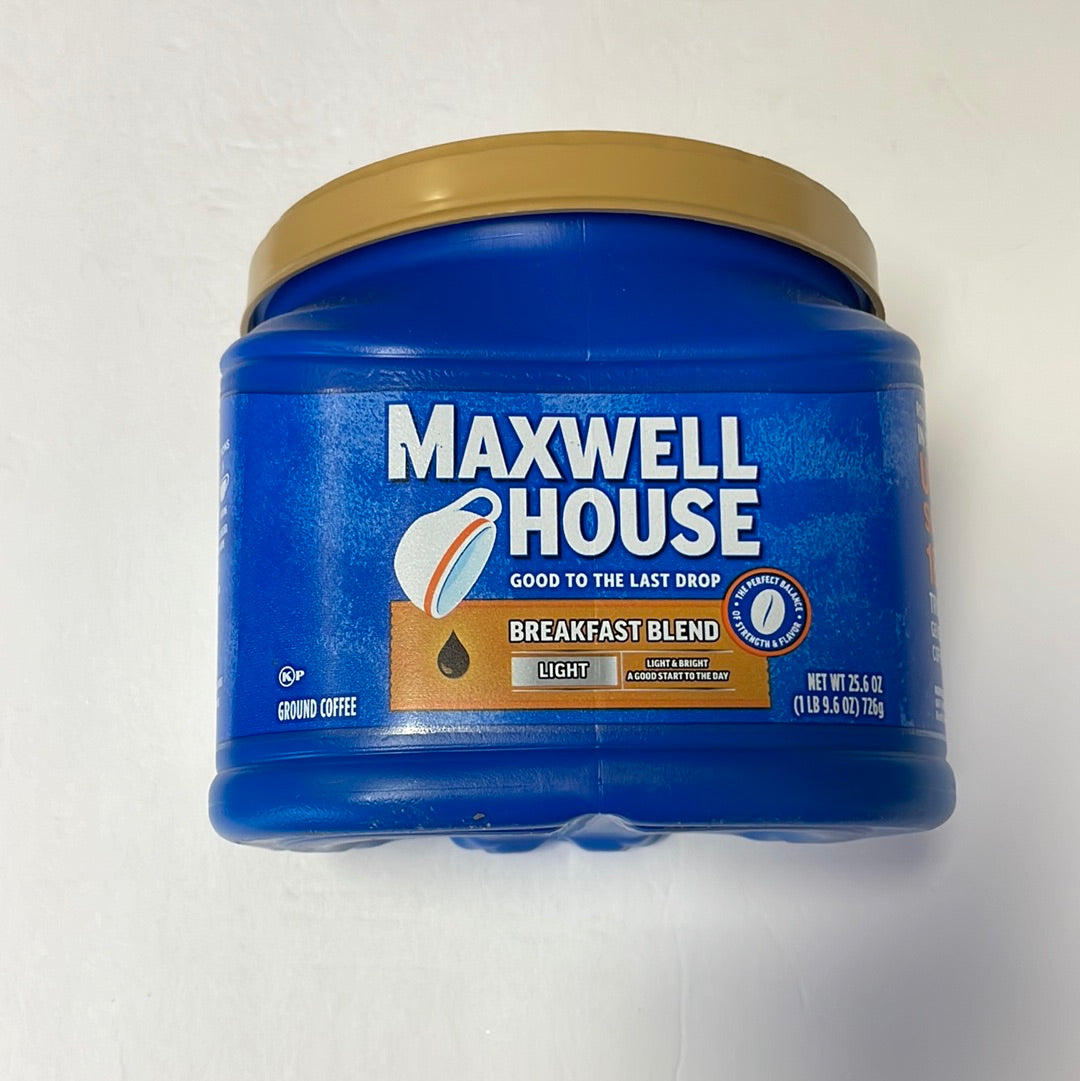 MAXWELL
HOUSE
GOOD TO THE LAST DROP
THE PERFECT BALANCE
OF STRENGTH & FLAVOR
BREAKFAST BLEND
LIGHT
LIGHT & BRIGHT
A GOOD START TO THE DAY
K P
GROUND COFFEE
NET WT 25.6 OZ
(1 LB 9.6 OZ) 726g